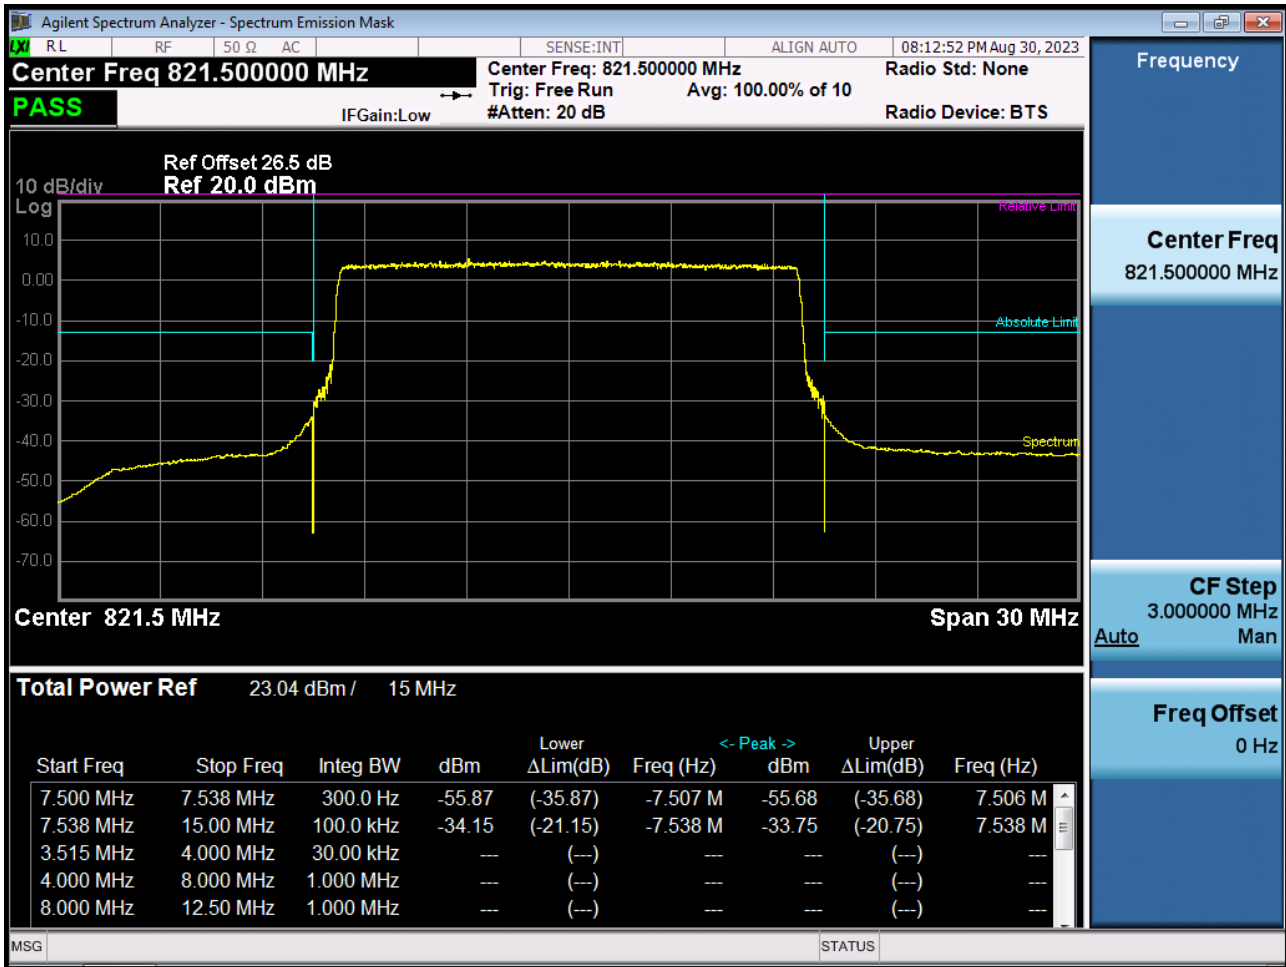 Agilent Spectrum Analyzer - Spectrum Emission Mask
LXI RL RF 50 Ω AC SENSE:INT ALIGN AUTO 08:12:52 PM Aug 30, 2023
Center Freq 821.500000 MHz
Center Freq: 821.500000 MHz
Radio Std: None
Trig: Free Run Avg: 100.00% of 10
PASS
IFGain:Low
#Atten: 20 dB
Radio Device: BTS
Ref Offset 26.5 dB
10 dB/div Ref 20.0 dBm
Log
Relative Limit
10.0
0.00
-10.0
Absolute Limit
-20.0
-30.0
-40.0
Spectrum
-50.0
-60.0
-70.0
Center 821.5 MHz Span 30 MHz
Total Power Ref 23.04 dBm / 15 MHz
Lower <- Peak -> Upper
Start Freq Stop Freq Integ BW dBm ΔLim(dB) Freq (Hz) dBm ΔLim(dB) Freq (Hz)
7.500 MHz 7.538 MHz 300.0 Hz -55.87 (-35.87) -7.507 M -55.68 (-35.68) 7.506 M
7.538 MHz 15.00 MHz 100.0 kHz -34.15 (-21.15) -7.538 M -33.75 (-20.75) 7.538 M
3.515 MHz 4.000 MHz 30.00 kHz --- (---) --- --- (---) ---
4.000 MHz 8.000 MHz 1.000 MHz --- (---) --- --- (---) ---
8.000 MHz 12.50 MHz 1.000 MHz --- (---) --- --- (---) ---
MSG STATUS
Frequency
Center Freq
821.500000 MHz
CF Step
3.000000 MHz
Auto Man
Freq Offset
0 Hz